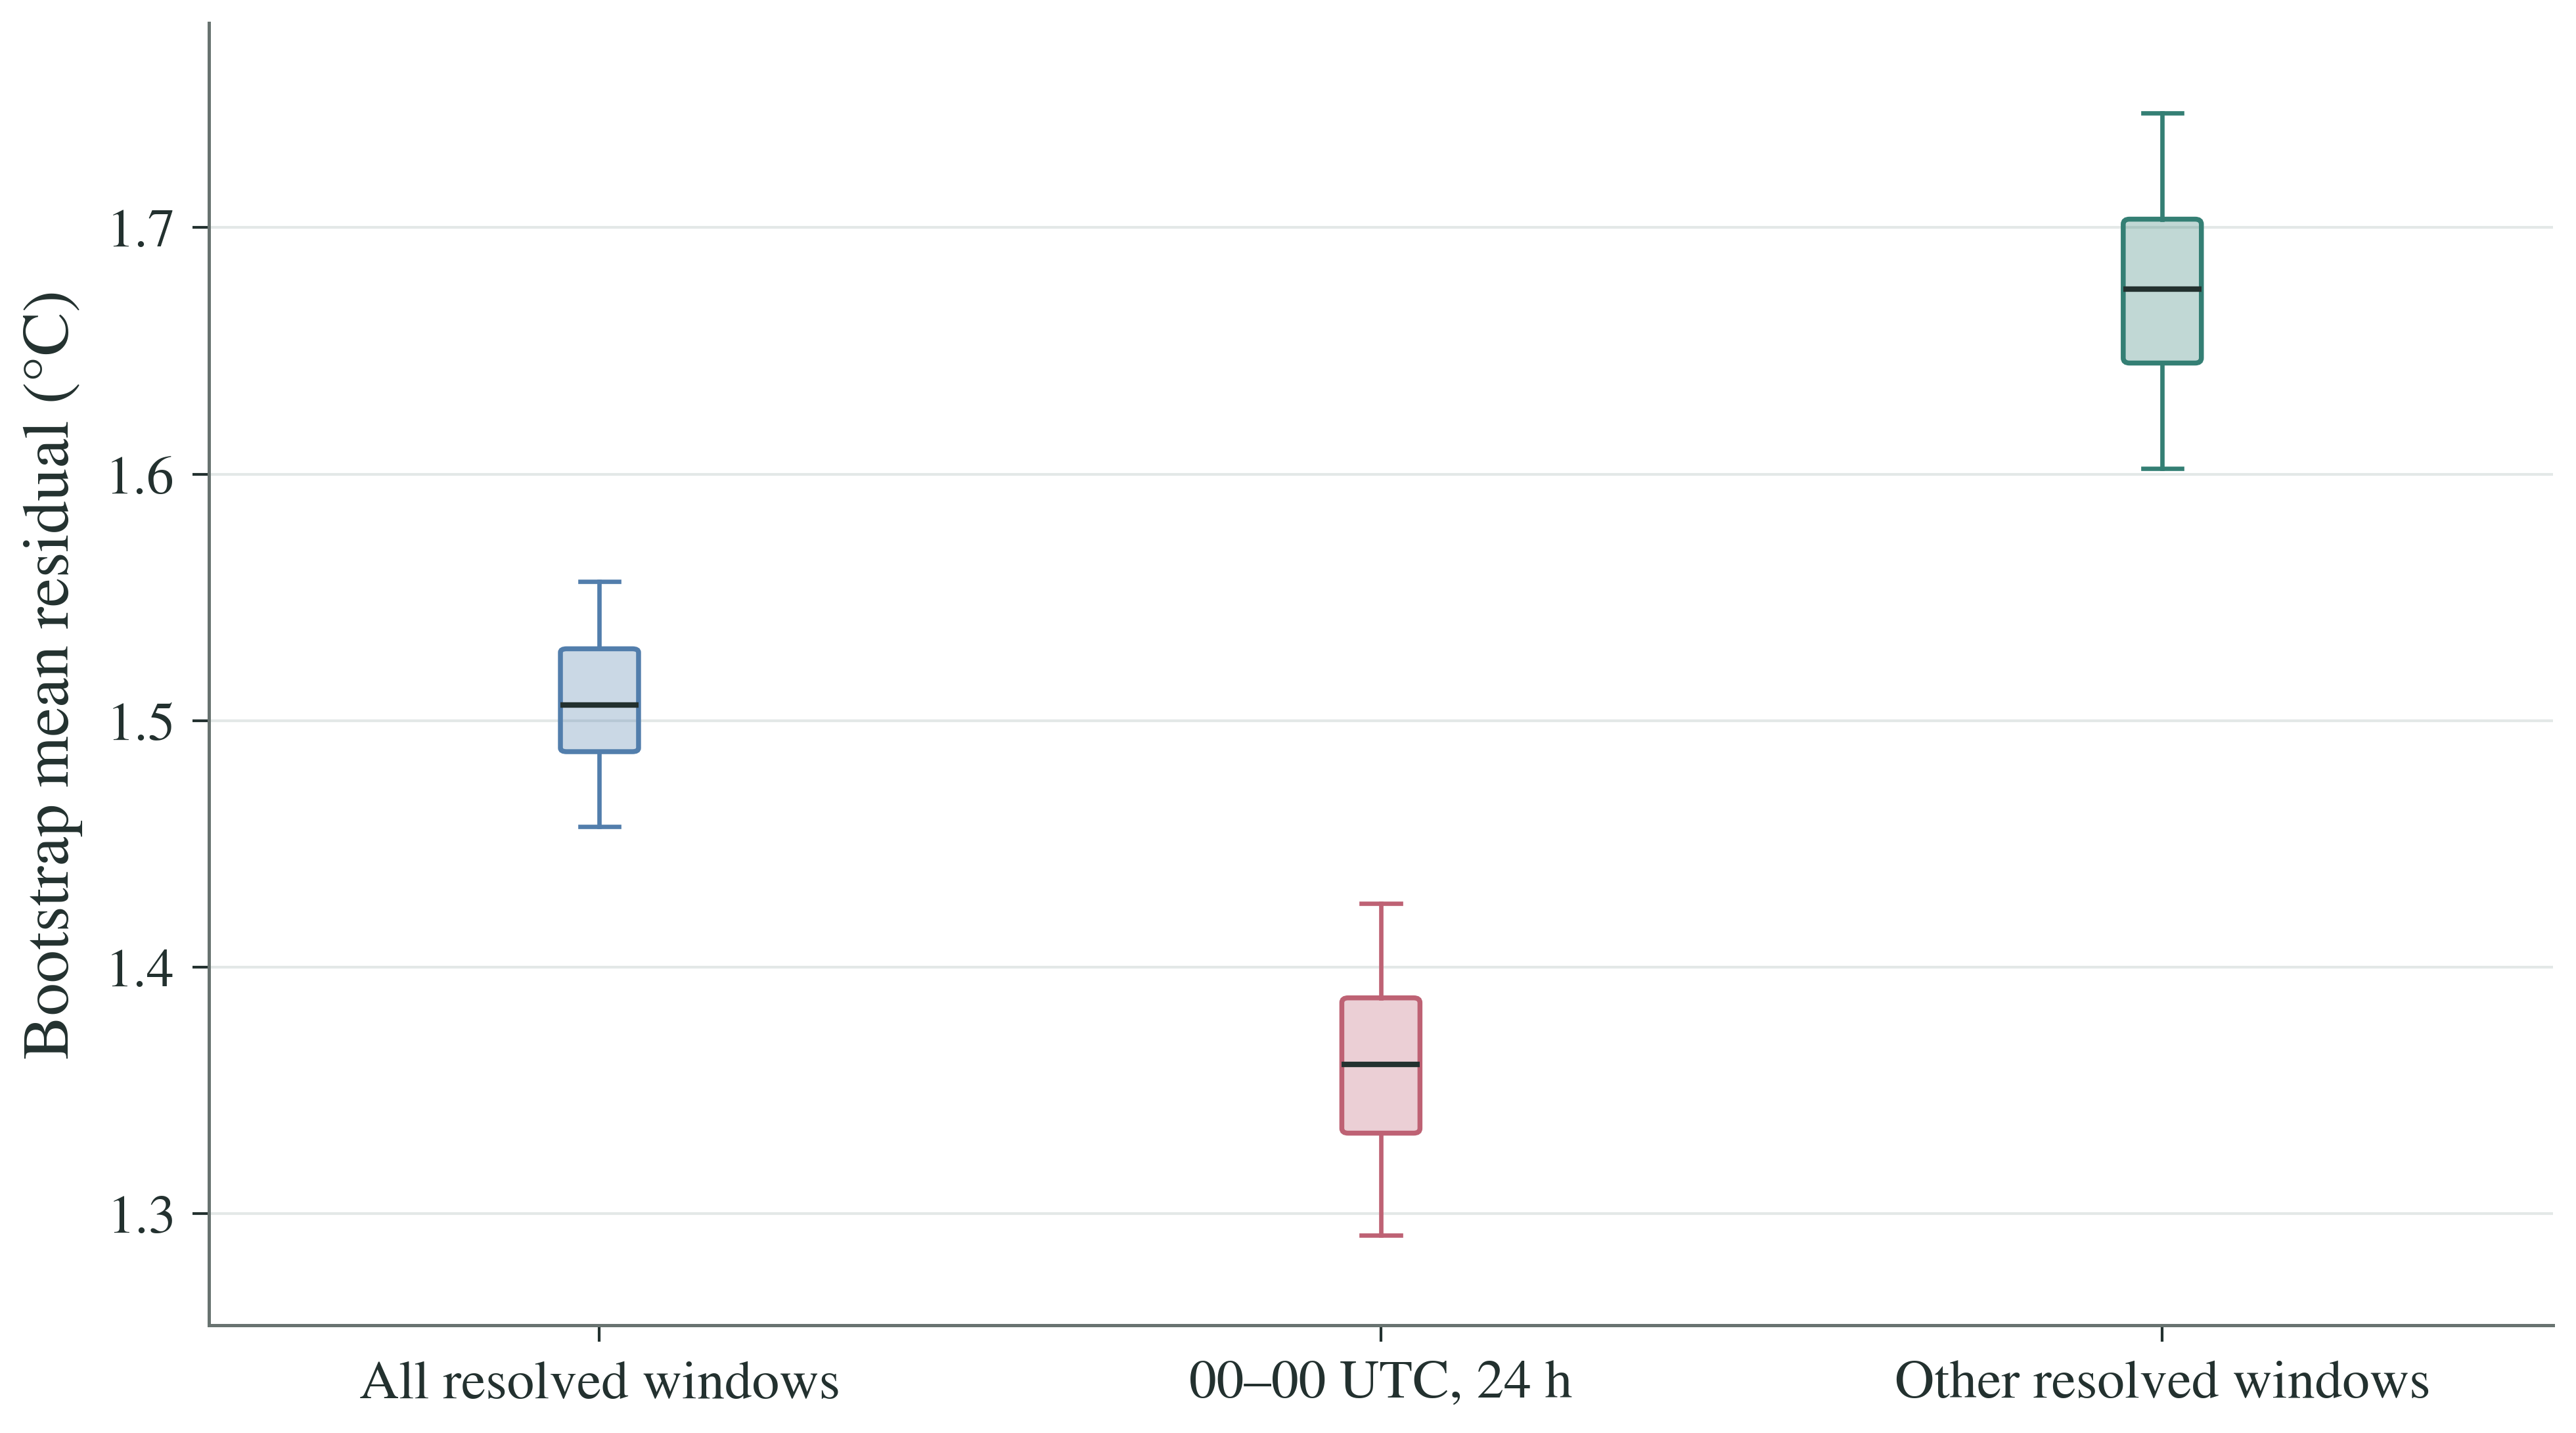 Bootstrap mean residual (°C)
1.7
1.6
1.5
1.4
1.3
All resolved windows
00–00 UTC, 24 h
Other resolved windows